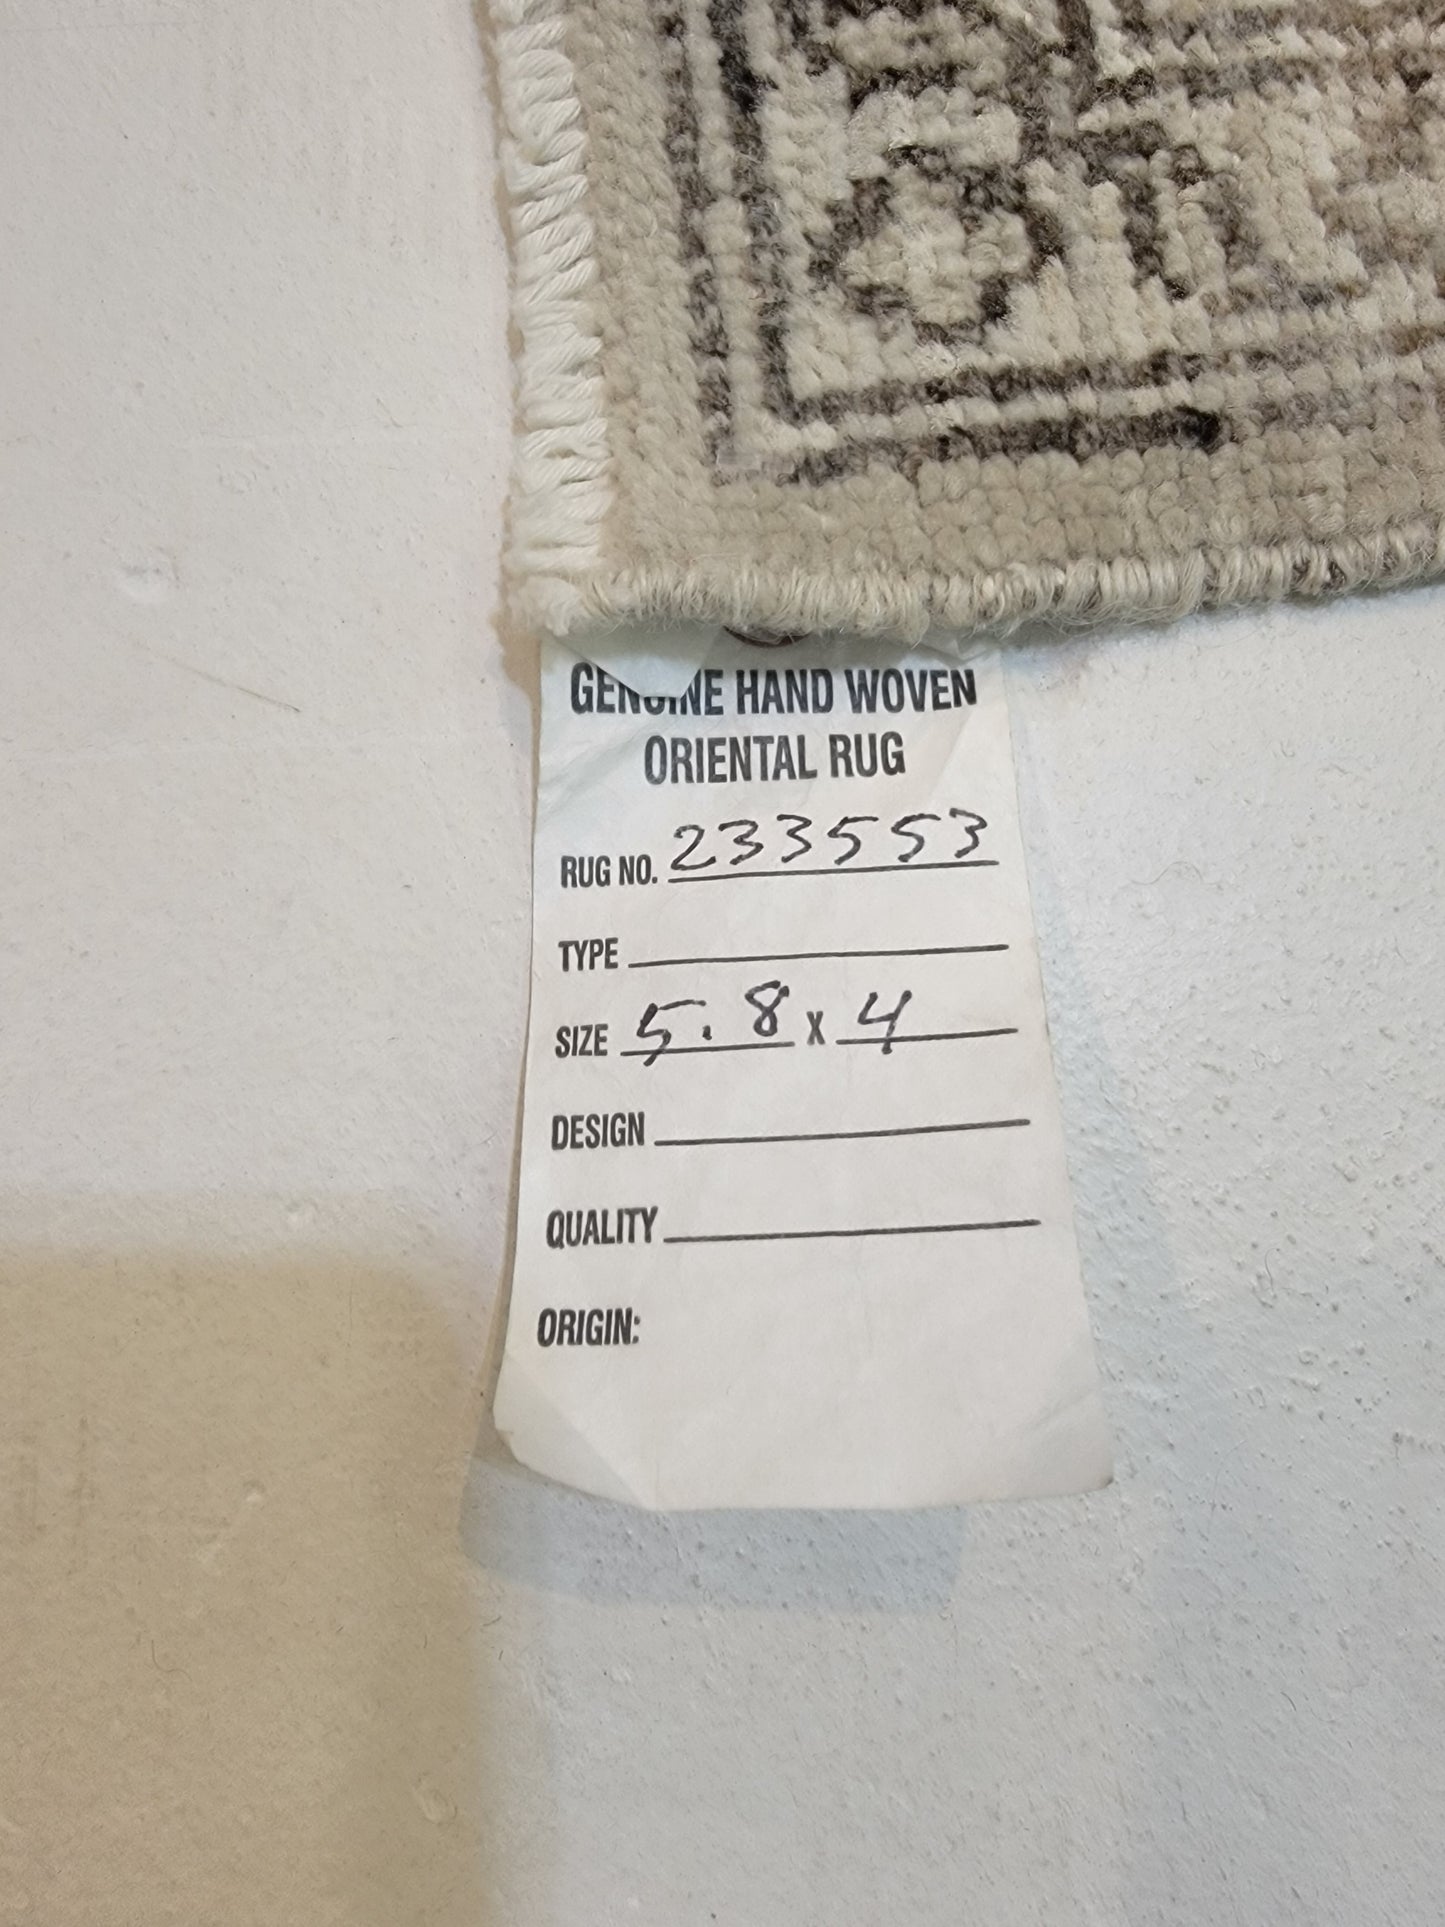 GENUINE HAND WOVEN
ORIENTAL RUG
RUG NO. 233553
TYPE
SIZE 5.8 X 4
DESIGN
QUALITY
ORIGIN: